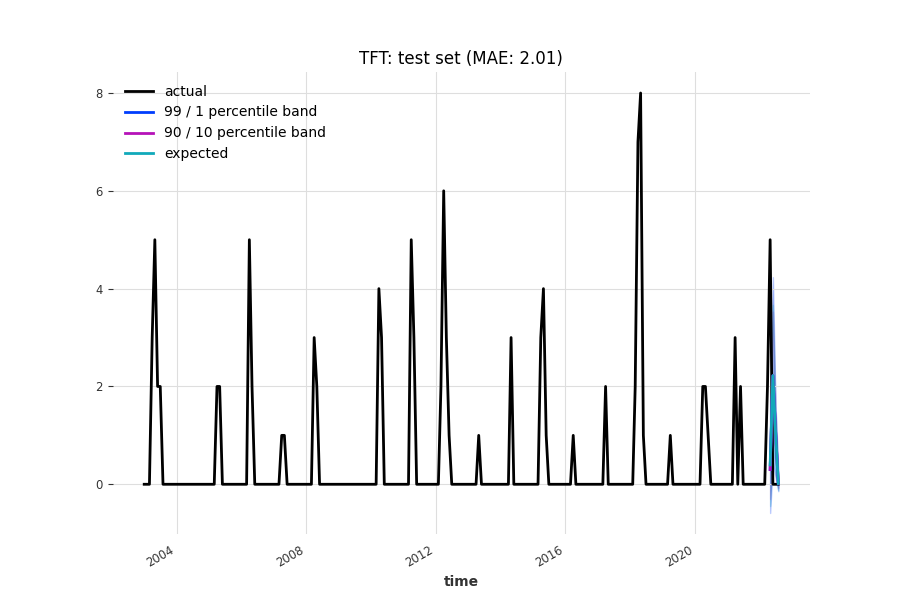 TFT: test set (MAE: 2.01)
actual
99 / 1 percentile band
90 / 10 percentile band
expected
8
6
4
2
0
2004
2008
2012
2016
2020
time